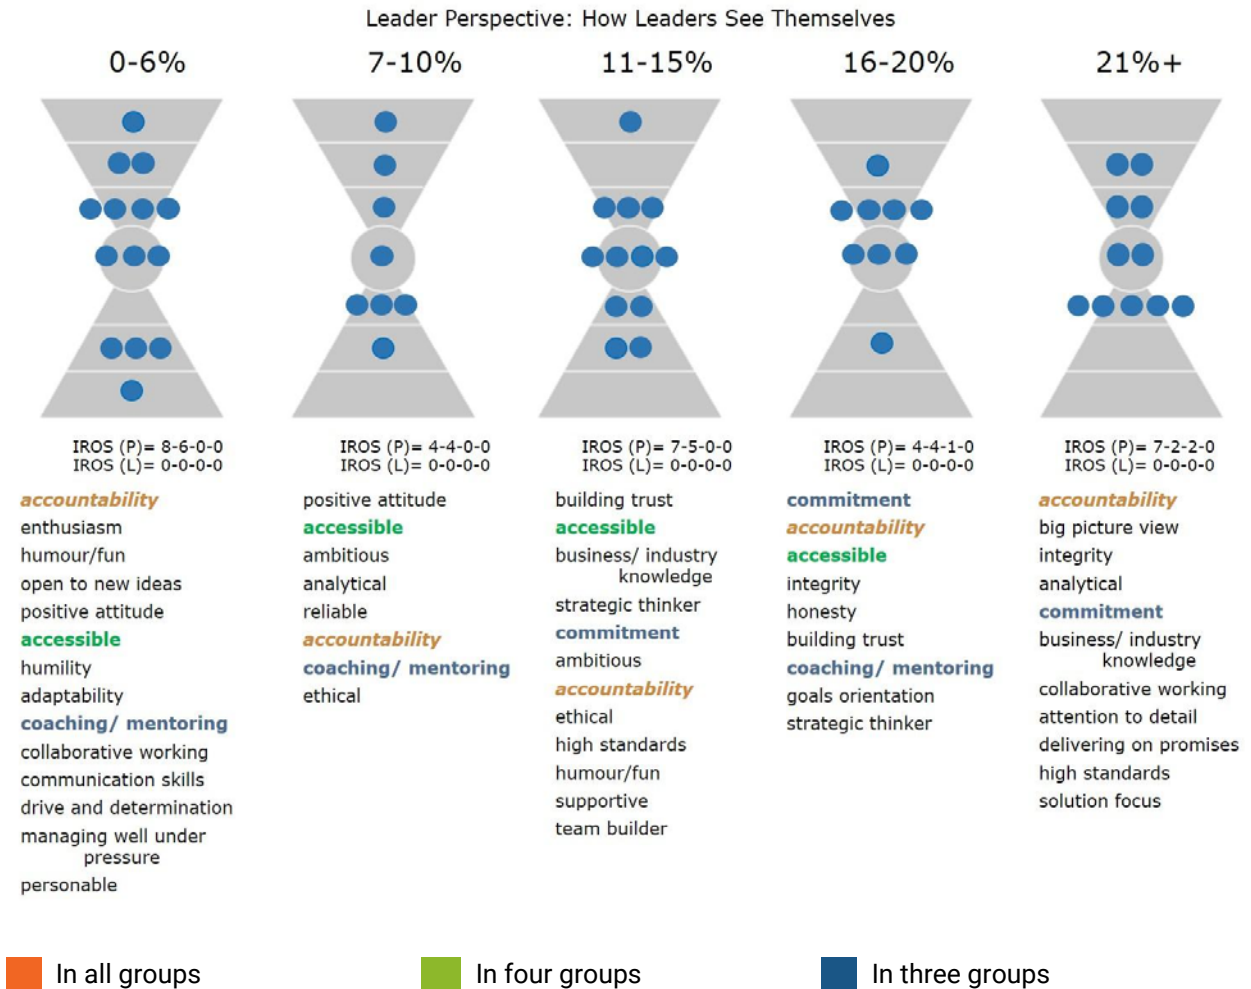 Leader Perspective: How Leaders See Themselves
0-6%
7-10%
11-15%
16-20%
21%+
IROS (P)= 8-6-0-0
IROS (L)= 0-0-0-0
IROS (P)= 4-4-0-0
IROS (L)= 0-0-0-0
IROS (P)= 7-5-0-0
IROS (L)= 0-0-0-0
IROS (P)= 4-4-1-0
IROS (L)= 0-0-0-0
IROS (P)= 7-2-2-0
IROS (L)= 0-0-0-0
accountability
enthusiasm
humour/fun
open to new ideas
positive attitude
accessible
humility
adaptability
coaching/ mentoring
collaborative working
communication skills
drive and determination
managing well under
pressure
personable
positive attitude
accessible
ambitious
analytical
reliable
accountability
coaching/ mentoring
ethical
building trust
accessible
business/ industry
knowledge
strategic thinker
commitment
ambitious
accountability
ethical
high standards
humour/fun
supportive
team builder
commitment
accountability
accessible
integrity
honesty
building trust
coaching/ mentoring
goals orientation
strategic thinker
accountability
big picture view
integrity
analytical
commitment
business/ industry
knowledge
collaborative working
attention to detail
delivering on promises
high standards
solution focus
In all groups
In four groups
In three groups